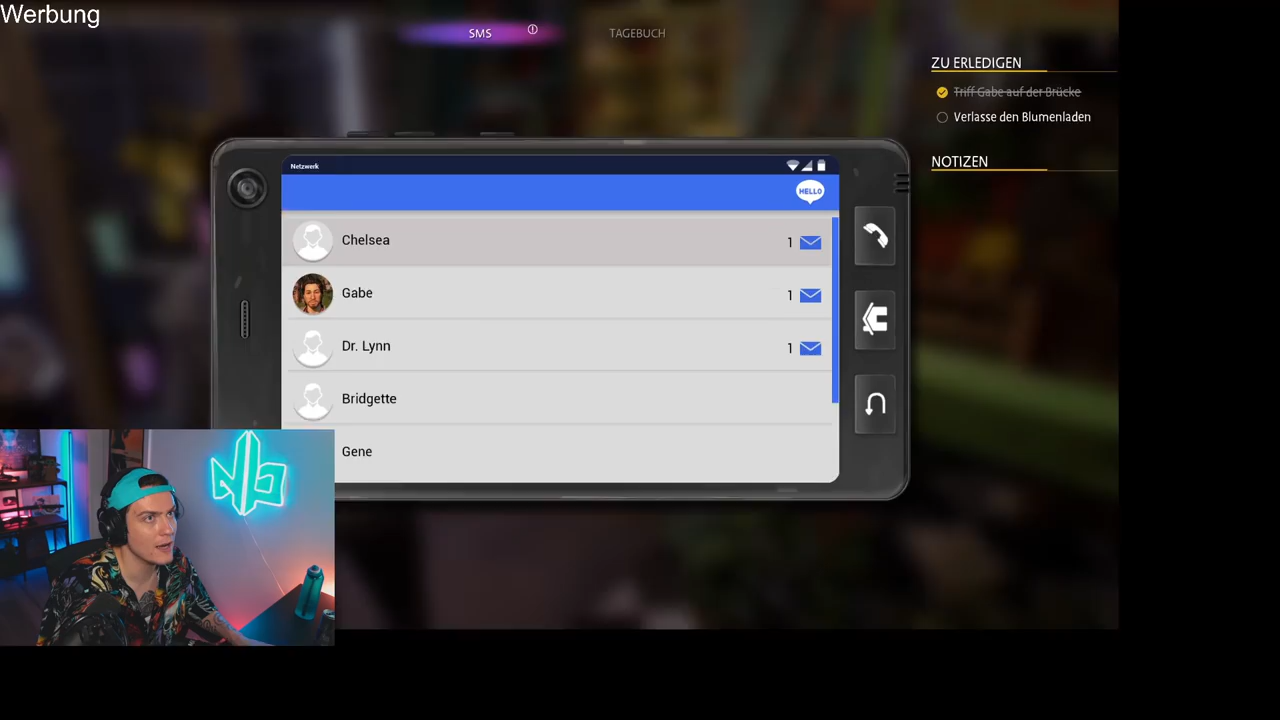 Werbung
SMS
TAGEBUCH
ZU ERLEDIGEN
Triff Gabe auf der Brücke
Verlasse den Blumenladen
NOTIZEN
Netzwerk
HELLO
Chelsea 1
Gabe 1
Dr. Lynn 1
Bridgette
Gene